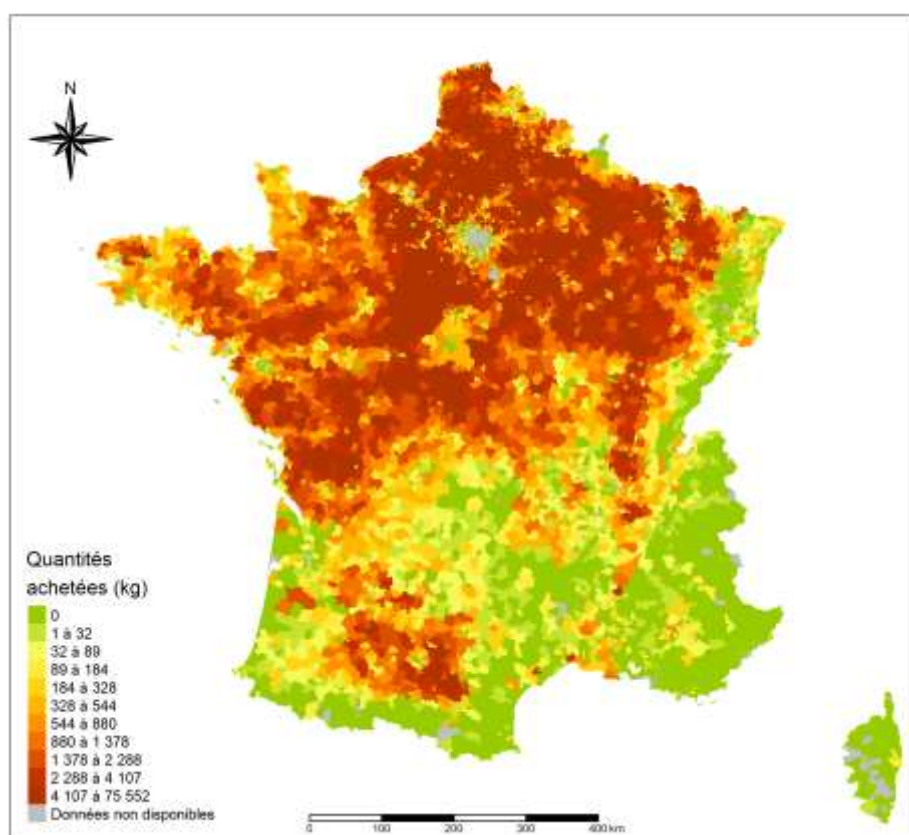 N
Quantités
achetées (kg)
0
1 à 32
32 à 89
89 à 184
184 à 328
328 à 544
544 à 880
880 à 1 378
1 378 à 2 288
2 288 à 4 107
4 107 à 75 552
Données non disponibles
0 100 200 300 400 km